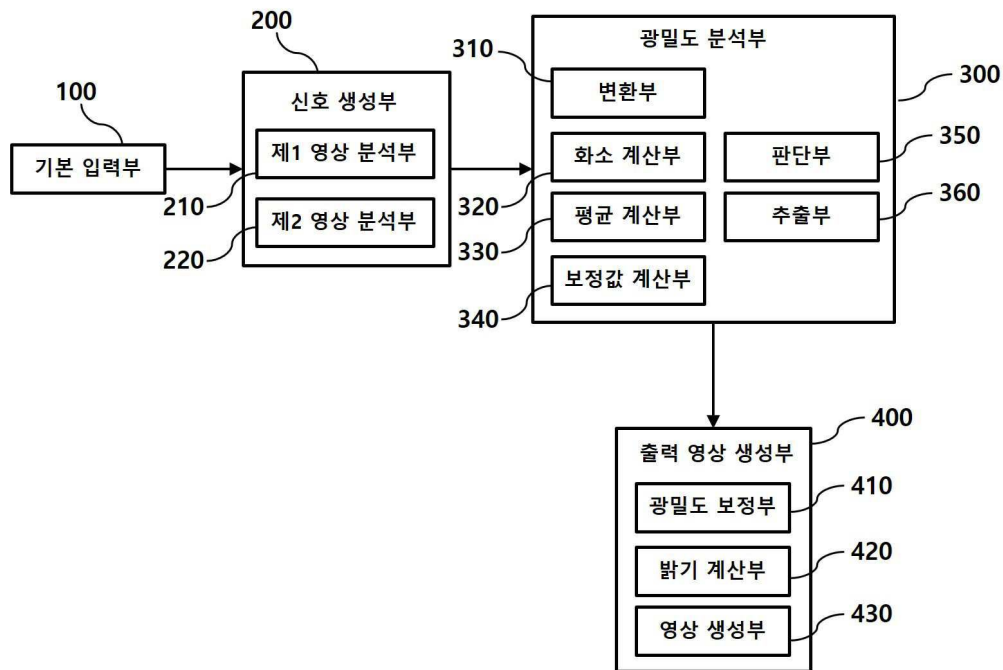 200
신호 생성부
100
기본 입력부
제1 영상 분석부
210
제2 영상 분석부
220
광밀도 분석부
310
변환부
300
화소 계산부
320
판단부
350
평균 계산부
330
추출부
360
보정값 계산부
340
400
출력 영상 생성부
광밀도 보정부
410
밝기 계산부
420
영상 생성부
430